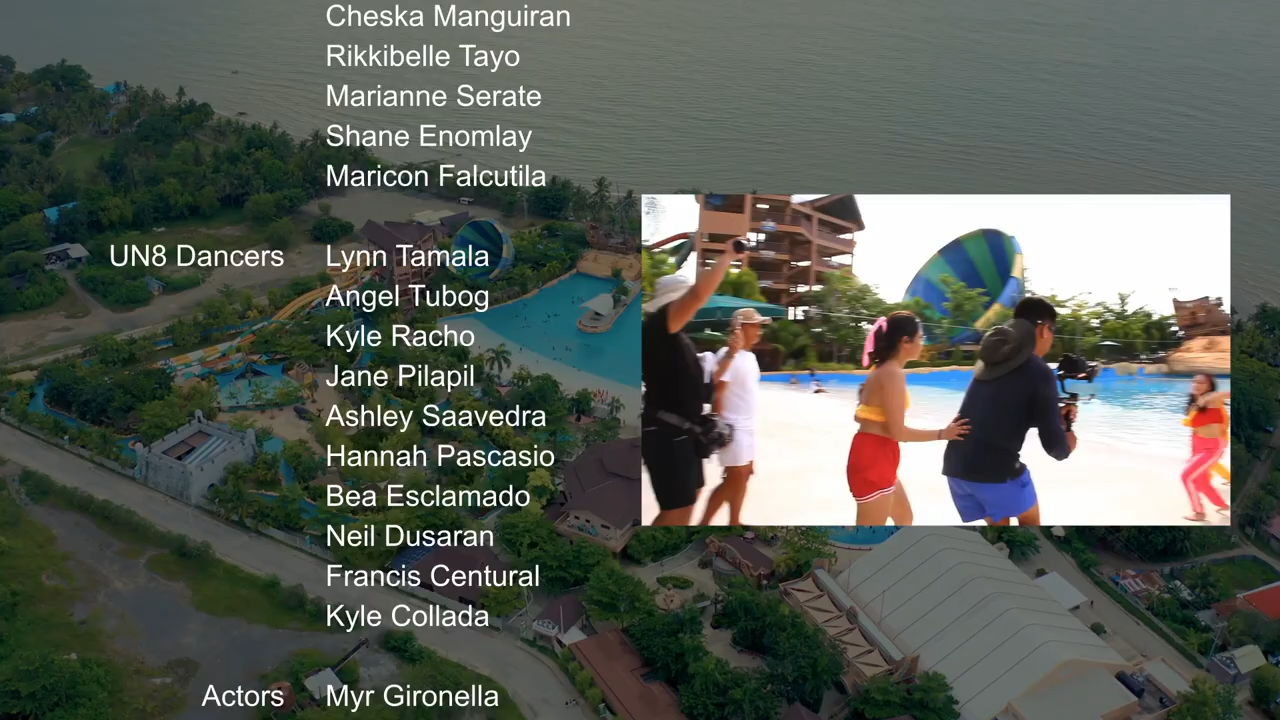 Cheska Manguiran
Rikkibelle Tayo
Marianne Serate
Shane Enomlay
Maricon Falcutila
UN8 Dancers Lynn Tamala
Angel Tubog
Kyle Racho
Jane Pilapil
Ashley Saavedra
Hannah Pascasio
Bea Esclamado
Neil Dusaran
Francis Centural
Kyle Collada
Actors Myr Gironella